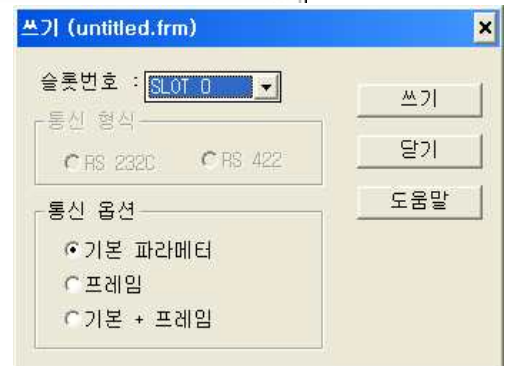 쓰기 (untitled.frm)
슬롯번호 : SLOT 0
쓰기
통신 형식
RS 232C RS 422
닫기
통신 옵션
도움말
기본 파라메터
프레임
기본 + 프레임